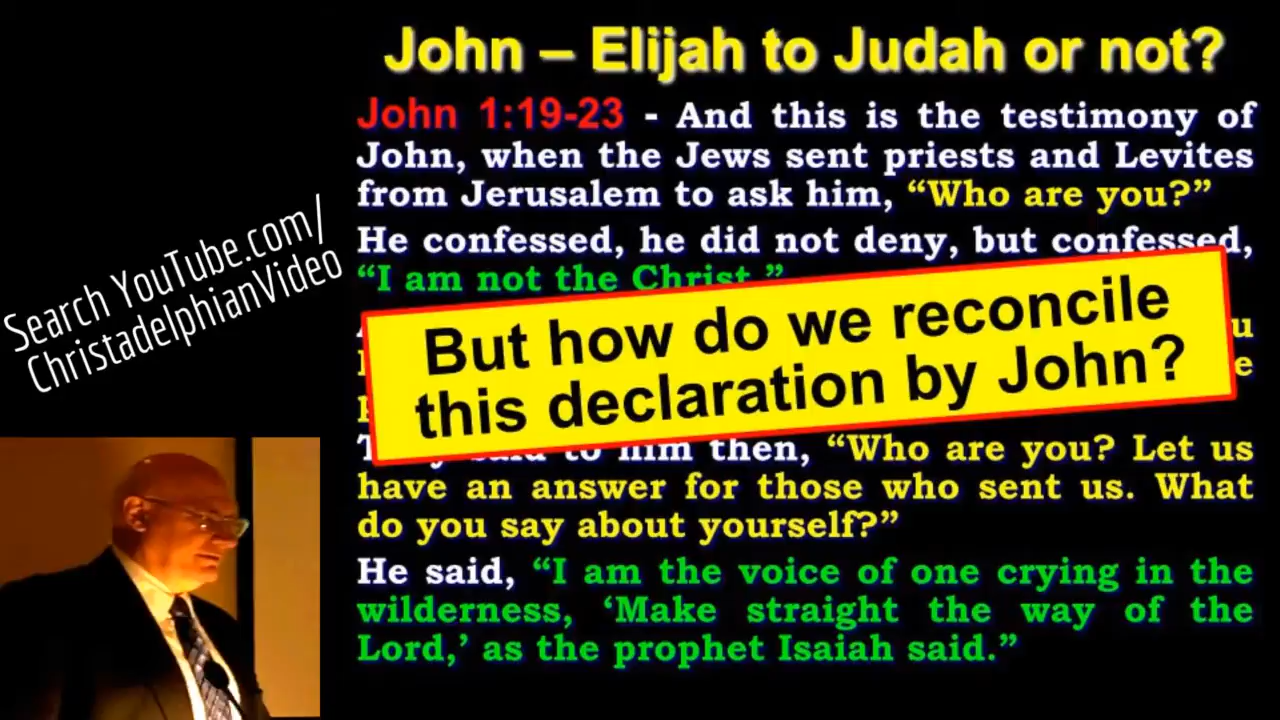 John – Elijah to Judah or not?
John 1:19-23 - And this is the testimony of
John, when the Jews sent priests and Levites
from Jerusalem to ask him, “Who are you?”
He confessed, he did not deny, but confessed,
“I am not the Christ.”
But how do we reconcile
this declaration by John?
to him then, “Who are you? Let us
have an answer for those who sent us. What
do you say about yourself?”
He said, “I am the voice of one crying in the
wilderness, ‘Make straight the way of the
Lord,’ as the prophet Isaiah said.”
Search YouTube.com/
ChristadelphianVideo